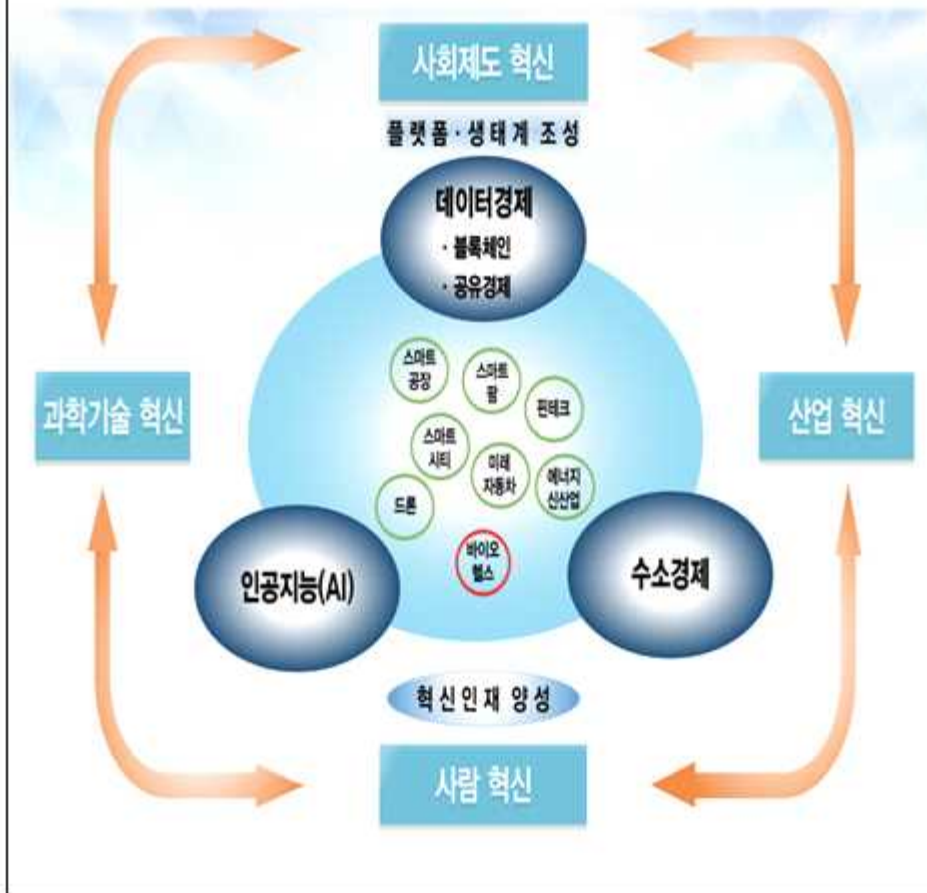 사회제도 혁신
플랫폼·생태계 조성
데이터경제
· 블록체인
· 공유경제
스마트
공장
스마트
팜
핀테크
과학기술 혁신
산업 혁신
스마트
시티
미래
자동차
에너지
신산업
드론
바이오
헬스
인공지능(AI)
수소경제
혁신인재 양성
사람 혁신